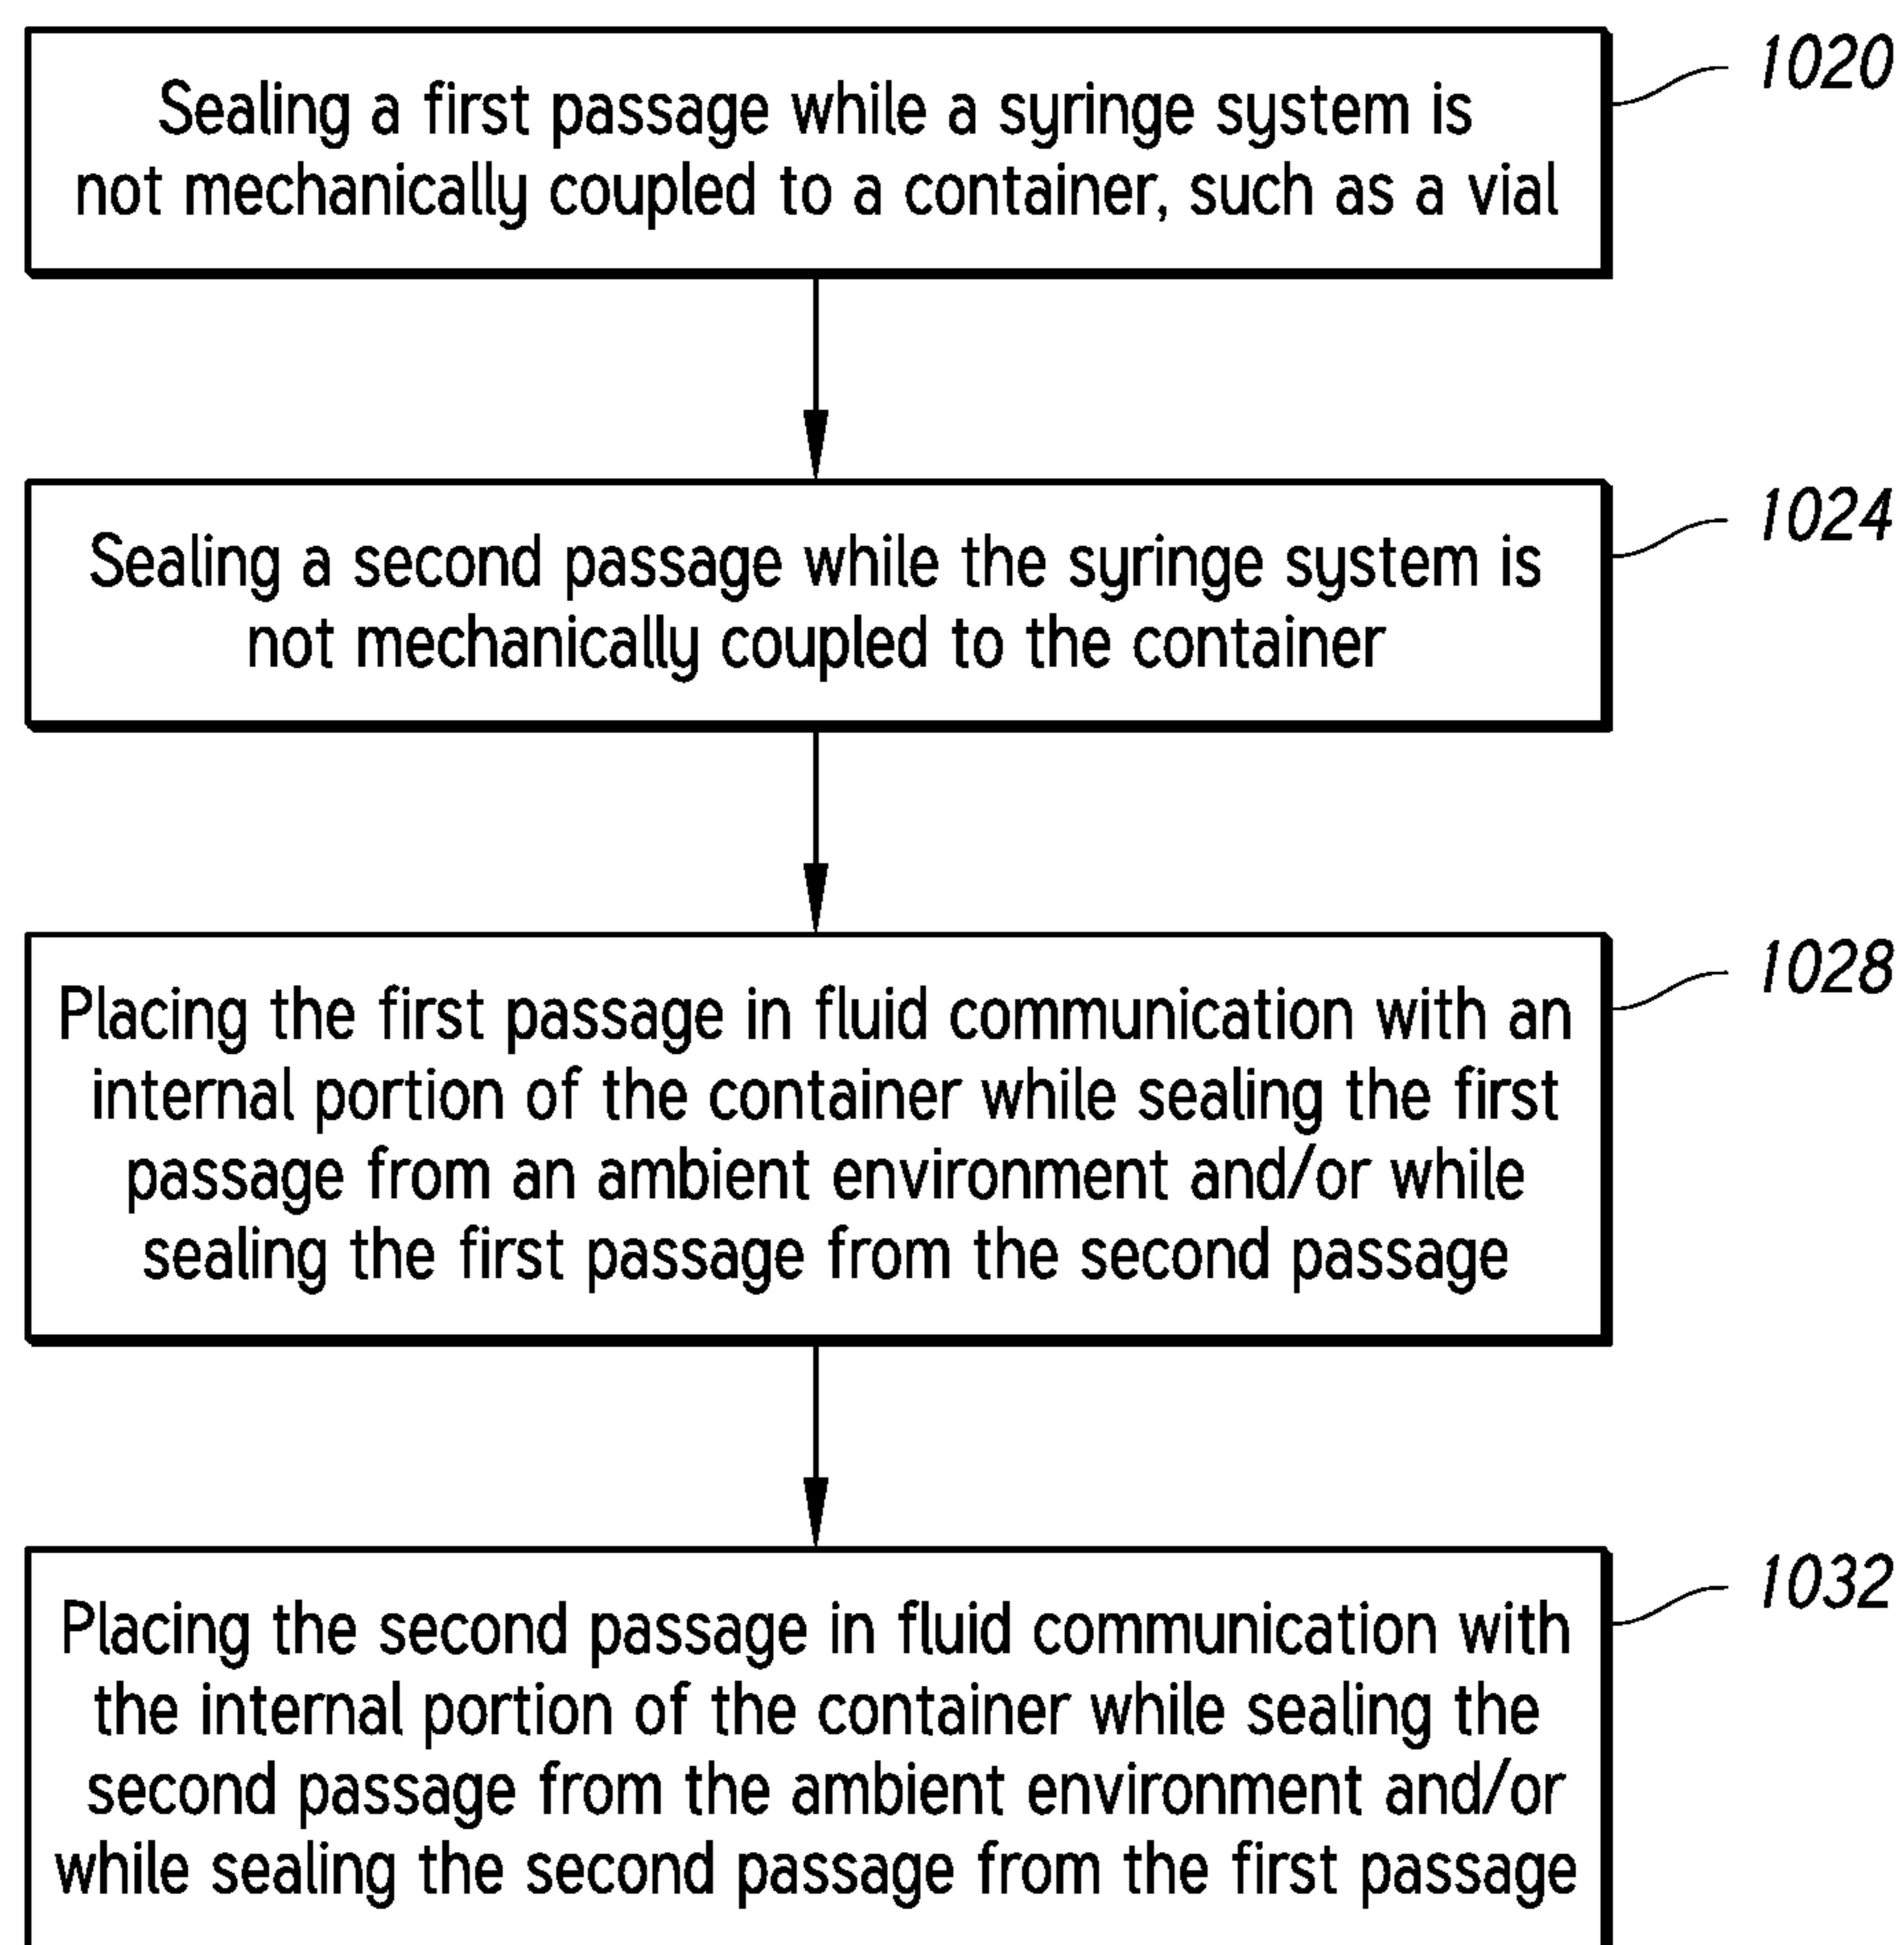 Sealing a first passage while a syringe system is
not mechanically coupled to a container, such as a vial
1020
Sealing a second passage while the syringe system is
not mechanically coupled to the container
1024
Placing the first passage in fluid communication with an
internal portion of the container while sealing the first
passage from an ambient environment and/or while
sealing the first passage from the second passage
1028
Placing the second passage in fluid communication with
the internal portion of the container while sealing the
second passage from the ambient environment and/or
while sealing the second passage from the first passage
1032